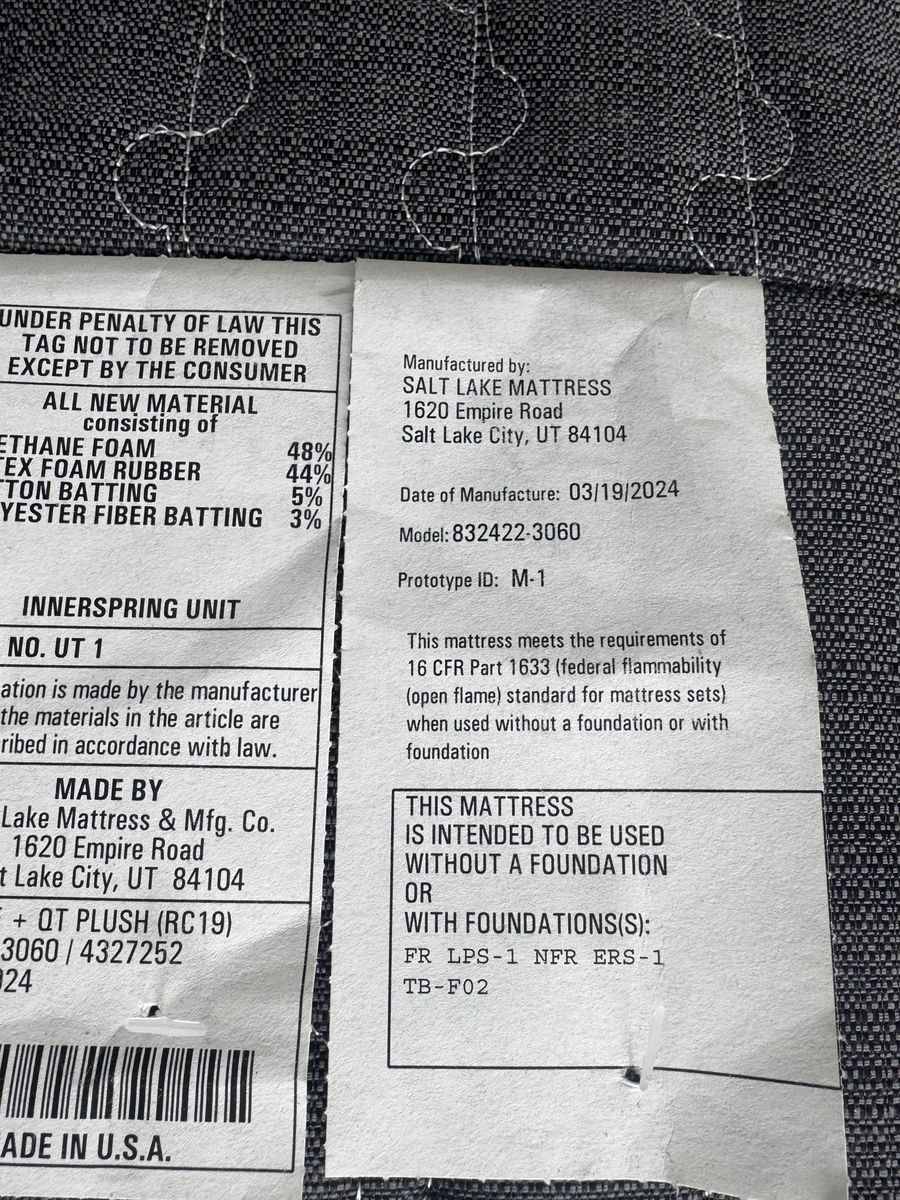 UNDER PENALTY OF LAW THIS
TAG NOT TO BE REMOVED
EXCEPT BY THE CONSUMER
ALL NEW MATERIAL
consisting of
ETHANE FOAM 48%
TEX FOAM RUBBER 44%
TTON BATTING 5%
YESTER FIBER BATTING 3%
INNERSPRING UNIT
NO. UT 1
ation is made by the manufacturer
the materials in the article are
ribed in accordance with law.
MADE BY
Lake Mattress & Mfg. Co.
1620 Empire Road
t Lake City, UT 84104
+ QT PLUSH (RC19)
3060 / 4327252
024
ADE IN U.S.A.
Manufactured by:
SALT LAKE MATTRESS
1620 Empire Road
Salt Lake City, UT 84104
Date of Manufacture: 03/19/2024
Model: 832422-3060
Prototype ID: M-1
This mattress meets the requirements of
16 CFR Part 1633 (federal flammability
(open flame) standard for mattress sets)
when used without a foundation or with
foundation
THIS MATTRESS
IS INTENDED TO BE USED
WITHOUT A FOUNDATION
OR
WITH FOUNDATIONS(S):
FR LPS-1 NFR ERS-1
TB-F02